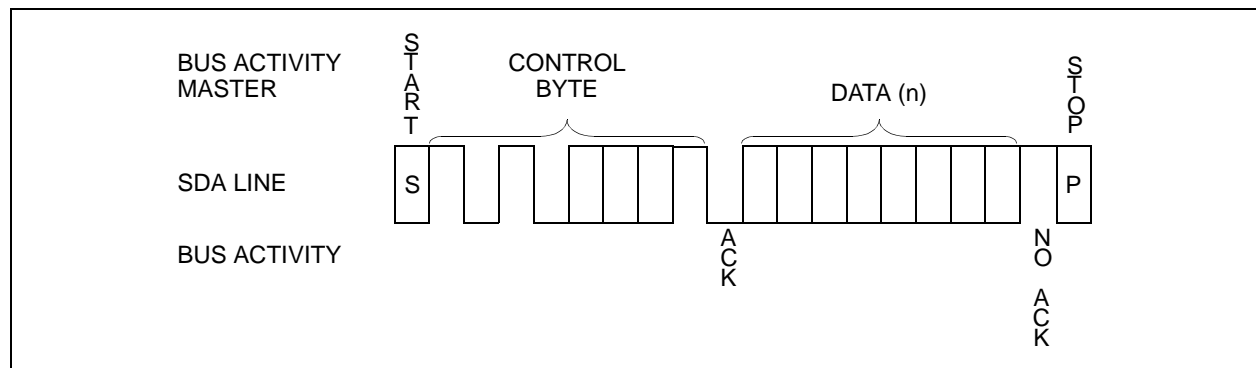 BUS ACTIVITY
MASTER
START
CONTROL
BYTE
DATA (n)
STOP
SDA LINE
S
P
BUS ACTIVITY
ACK
NO ACK